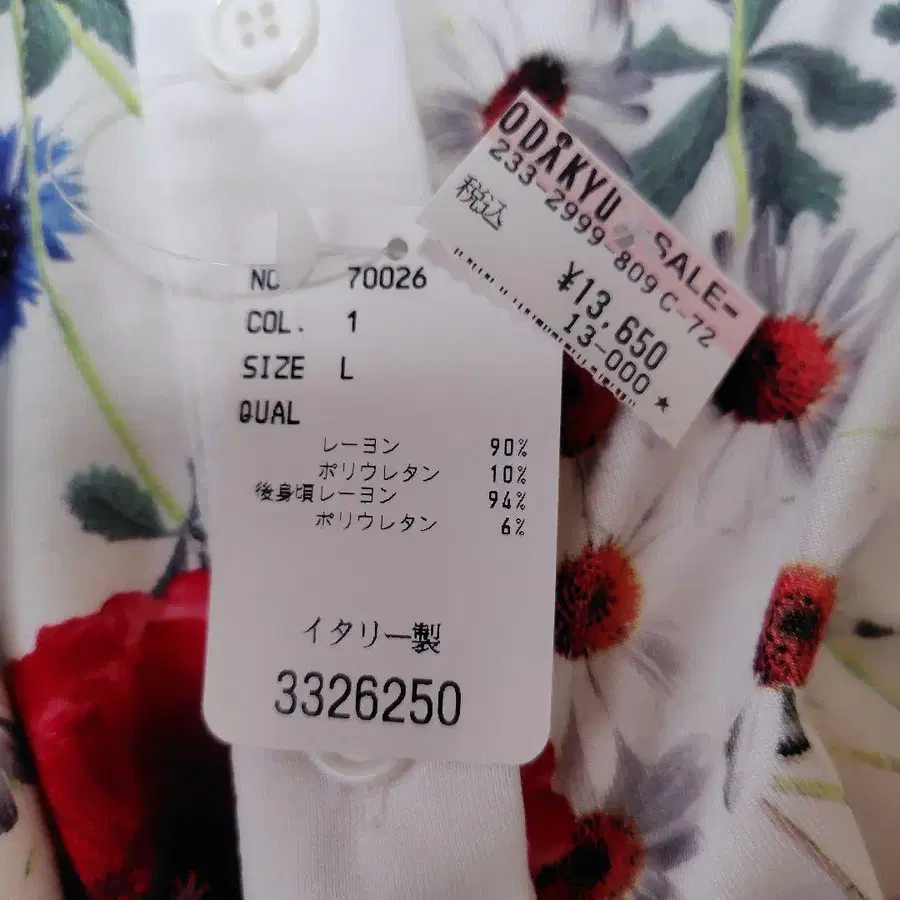 ODAKYU SALE-
233-2999-809 C-72
税込
¥13,650
13-000 ★
NO. 70026
COL. 1
SIZE L
QUAL
レーヨン 90%
ポリウレタン 10%
後身頃レーヨン 94%
ポリウレタン 6%
イタリー製
3326250